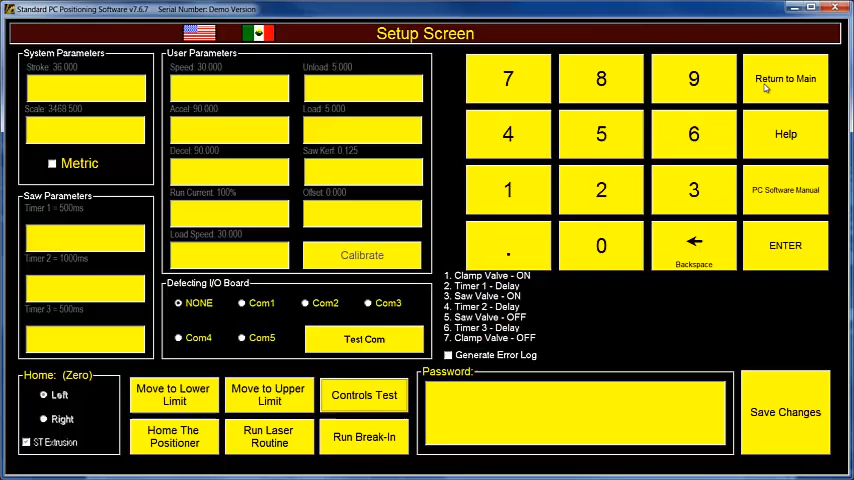 Standard PC Positioning Software v7.6.7 Serial Number: Demo Version
Setup Screen
System Parameters
Stroke: 36.000
Scale: 3468.500
Metric
Saw Parameters
Timer 1 = 500ms
Timer 2 = 1000ms
Timer 3 = 500ms
User Parameters
Speed: 30.000
Unload: 5.000
Accel: 90.000
Load: 5.000
Decel: 90.000
Saw Kerf: 0.125
Run Current: 100%
Offset: 0.000
Load Speed: 30.000
Calibrate
Detecting I/O Board
NONE Com1 Com2 Com3
Com4 Com5 Test Com
7 8 9 Return to Main
4 5 6 Help
1 2 3 PC Software Manual
. 0 Backspace ENTER
1. Clamp Valve - ON
2. Timer 1 - Delay
3. Saw Valve - ON
4. Timer 2 - Delay
5. Saw Valve - OFF
6. Timer 3 - Delay
7. Clamp Valve - OFF
Generate Error Log
Home: (Zero)
Left
Right
ST Extrusion
Move to Lower
Limit
Move to Upper
Limit
Controls Test
Home The
Positioner
Run Laser
Routine
Run Break-In
Password:
Save Changes